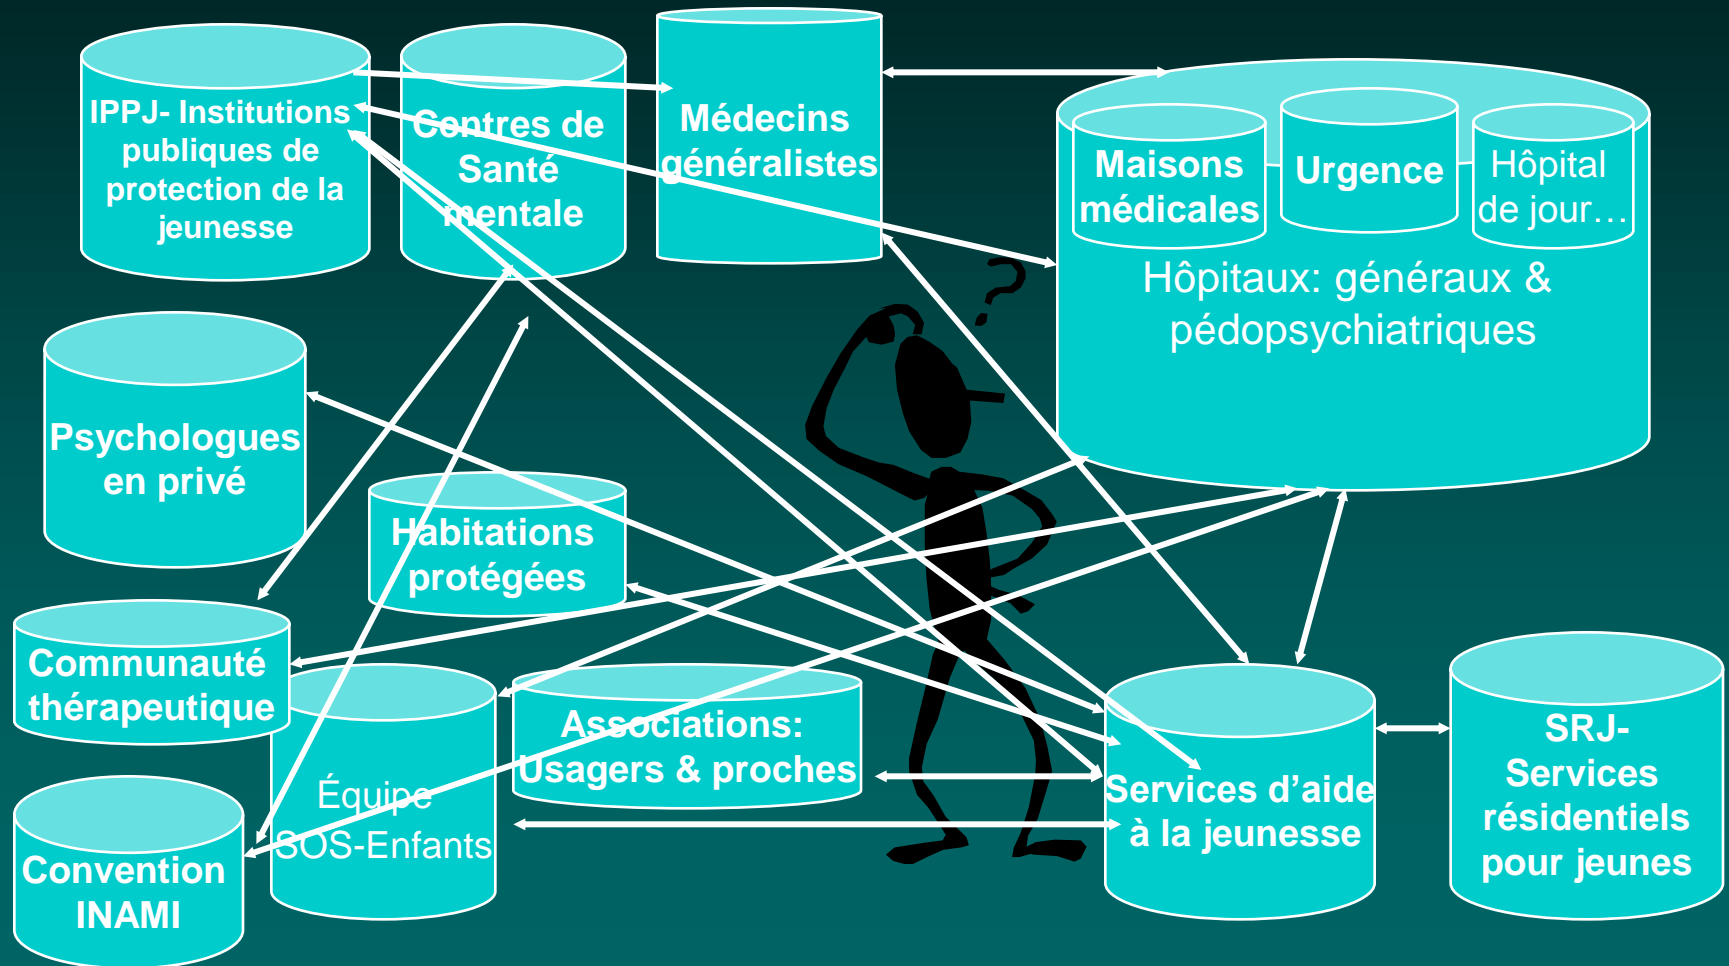 IPPJ- Institutions
publiques de
protection de la
jeunesse
Centres de
Santé
mentale
Médecins
généralistes
Maisons
médicales
Urgence
Hôpital
de jour…
Hôpitaux: généraux &
pédopsychiatriques
?
Psychologues
en privé
Habitations
protégées
Communauté
thérapeutique
Équipe
SOS-Enfants
Associations:
Usagers & proches
Services d’aide
à la jeunesse
SRJ-
Services
résidentiels
pour jeunes
Convention
INAMI